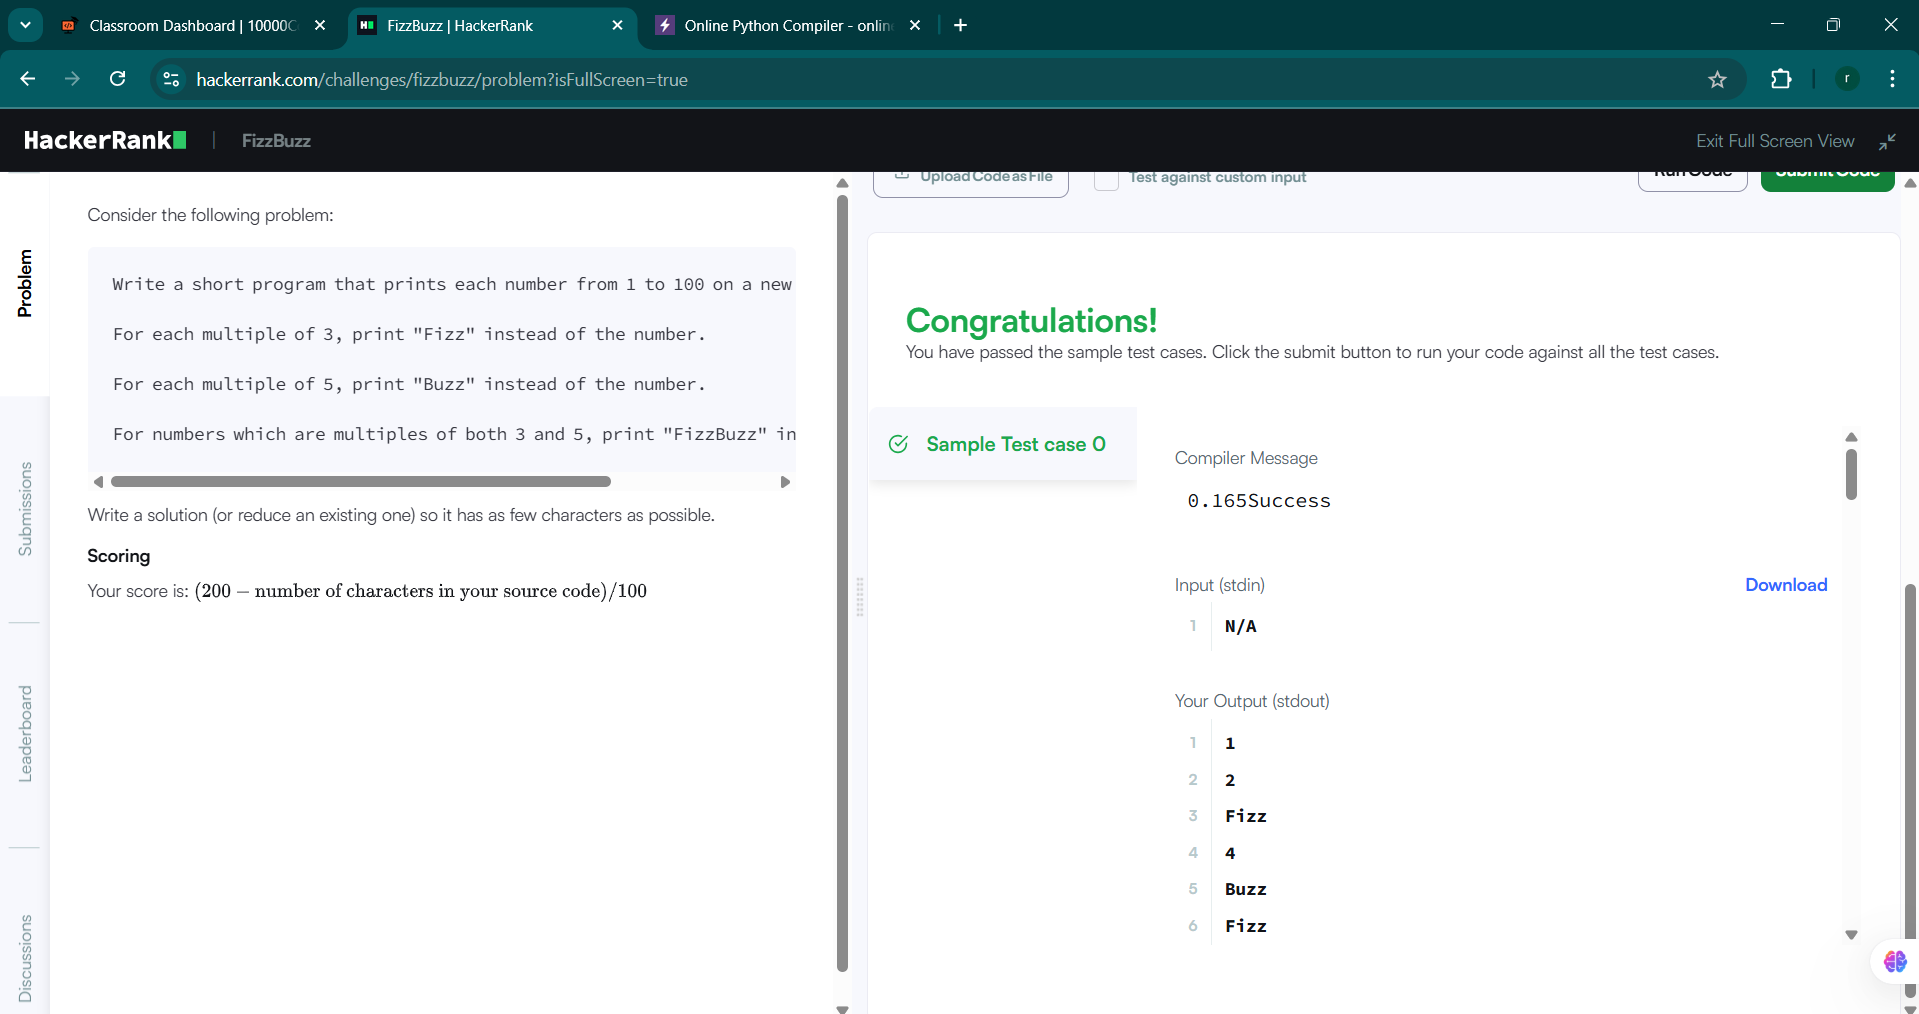 Classroom Dashboard | 10000C
FizzBuzz | HackerRank
Online Python Compiler - onlin
hackerrank.com/challenges/fizzbuzz/problem?isFullScreen=true
r
HackerRank
FizzBuzz
Exit Full Screen View
Problem
Submissions
Leaderboard
Discussions
Consider the following problem:
Write a short program that prints each number from 1 to 100 on a new
For each multiple of 3, print "Fizz" instead of the number.
For each multiple of 5, print "Buzz" instead of the number.
For numbers which are multiples of both 3 and 5, print "FizzBuzz" in
Write a solution (or reduce an existing one) so it has as few characters as possible.
Scoring
Your score is: (200 − number of characters in your source code)/100
Upload Code as File
Test against custom input
Run Code
Submit Code
Congratulations!
You have passed the sample test cases. Click the submit button to run your code against all the test cases.
Sample Test case 0
Compiler Message
0.165Success
Input (stdin)
Download
1 N/A
Your Output (stdout)
1 1
2 2
3 Fizz
4 4
5 Buzz
6 Fizz